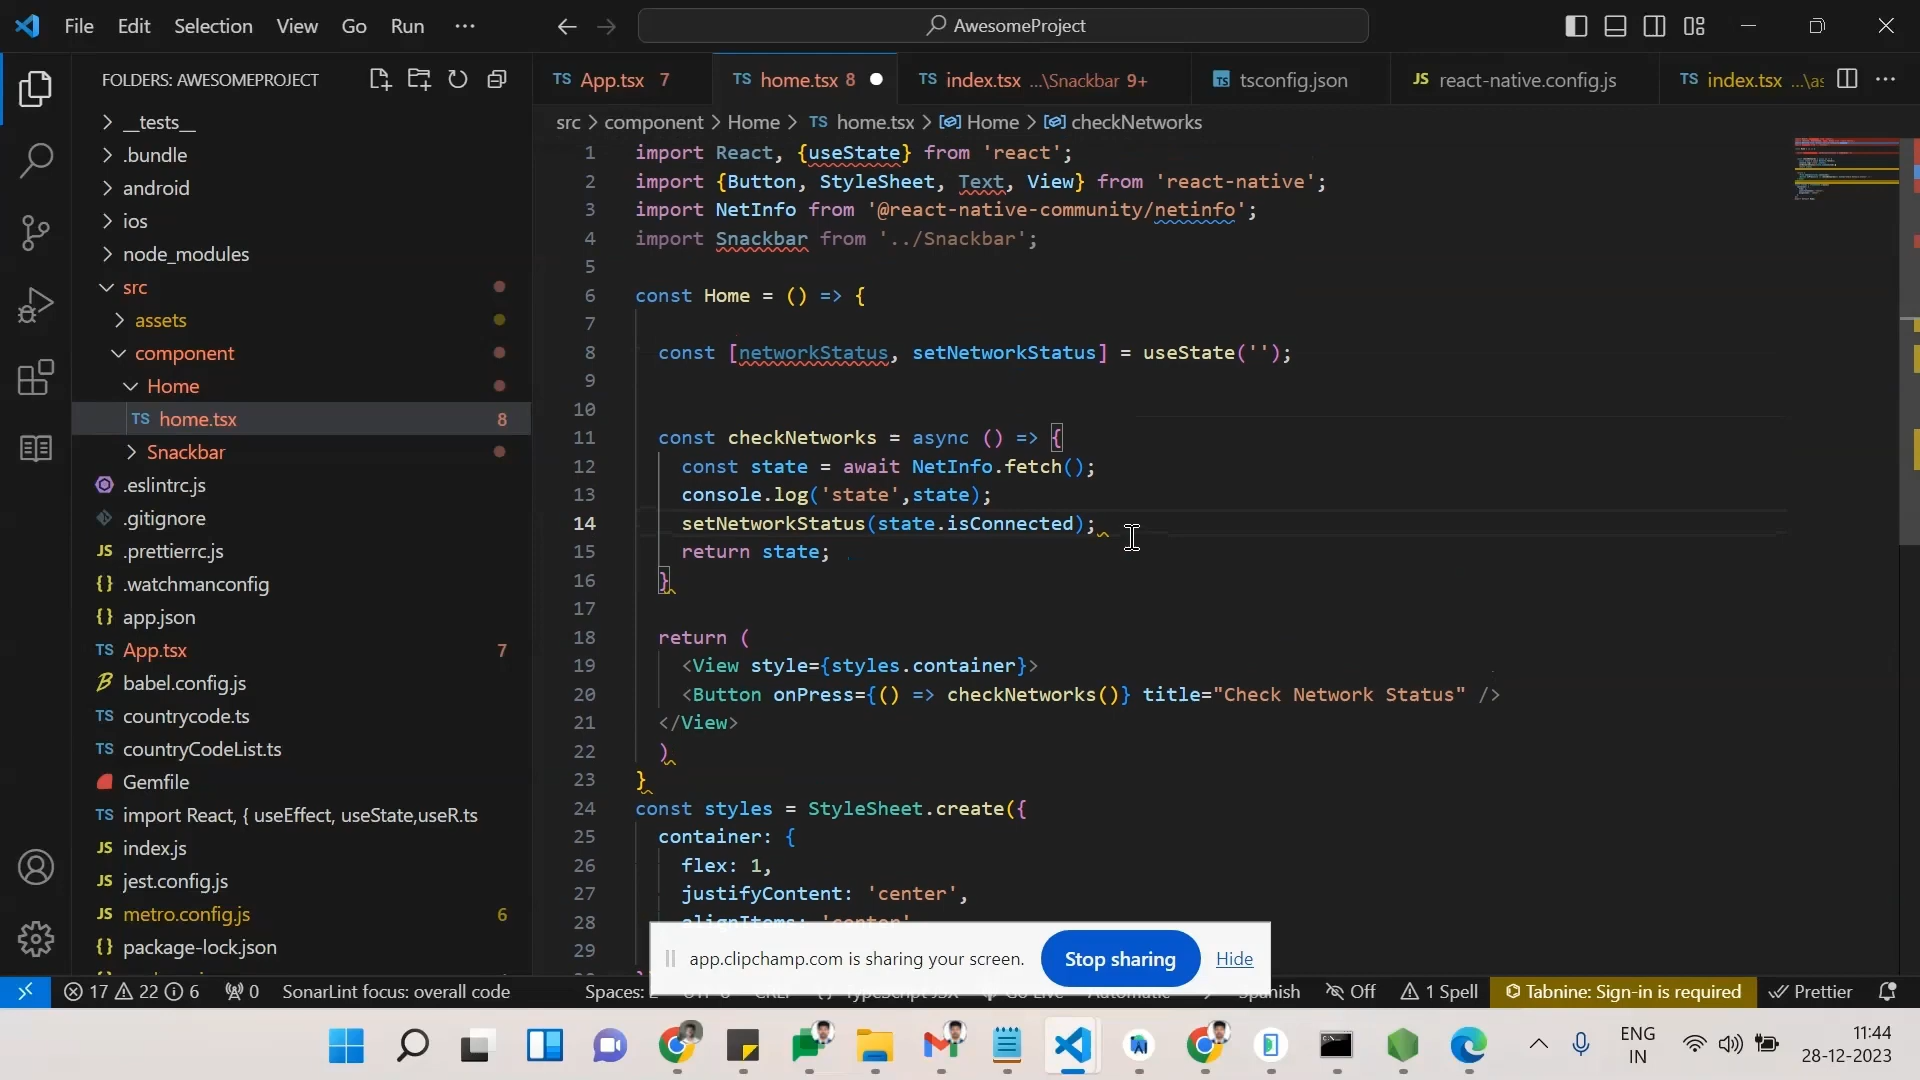 File Edit Selection View Go Run ···
AwesomeProject
FOLDERS: AWESOMEPROJECT
__tests__
.bundle
android
ios
node_modules
src
assets
component
Home
TS home.tsx 8
Snackbar
.eslintrc.js
.gitignore
JS .prettierrc.js
{} .watchmanconfig
{} app.json
TS App.tsx 7
babel.config.js
TS countrycode.ts
TS countryCodeList.ts
Gemfile
TS import React, { useEffect, useState,useR.ts
JS index.js
JS jest.config.js
JS metro.config.js 6
{} package-lock.json
TS App.tsx 7
TS home.tsx 8
TS index.tsx ...\Snackbar 9+
TS tsconfig.json
JS react-native.config.js
TS index.tsx ...\as
src > component > Home > TS home.tsx > Home > checkNetworks
1 import React, {useState} from 'react';
2 import {Button, StyleSheet, Text, View} from 'react-native';
3 import NetInfo from '@react-native-community/netinfo';
4 import Snackbar from '../Snackbar';
5
6 const Home = () => {
7
8 const [networkStatus, setNetworkStatus] = useState('');
9
10
11 const checkNetworks = async () => {
12 const state = await NetInfo.fetch();
13 console.log('state',state);
14 setNetworkStatus(state.isConnected);
15 return state;
16 }
17
18 return (
19 <View style={styles.container}>
20 <Button onPress={() => checkNetworks()} title="Check Network Status" />
21 </View>
22 )
23 }
24 const styles = StyleSheet.create({
25 container: {
26 flex: 1,
27 justifyContent: 'center',
28 alignItems: 'center'
29
app.clipchamp.com is sharing your screen.
Stop sharing
Hide
17 22 6 0 SonarLint focus: overall code
Spaces:
Off 1 Spell Tabnine: Sign-in is required Prettier
ENG
IN
11:44
28-12-2023